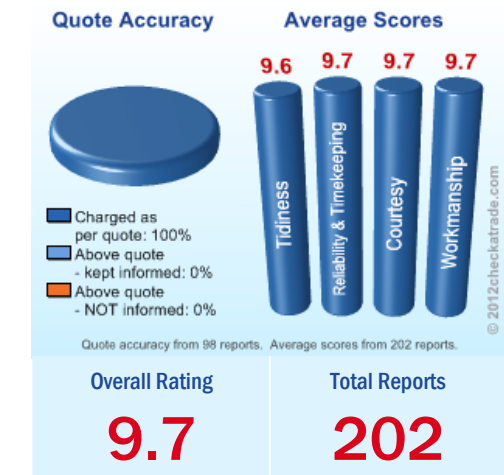 Quote Accuracy
Average Scores
9.6
9.7
9.7
9.7
Tidiness
Reliability & Timekeeping
Courtesy
Workmanship
Charged as
per quote: 100%
Above quote
- kept informed: 0%
Above quote
- NOT informed: 0%
© 2012checkatrade.com
Quote accuracy from 98 reports. Average scores from 202 reports.
Overall Rating
Total Reports
9.7
202